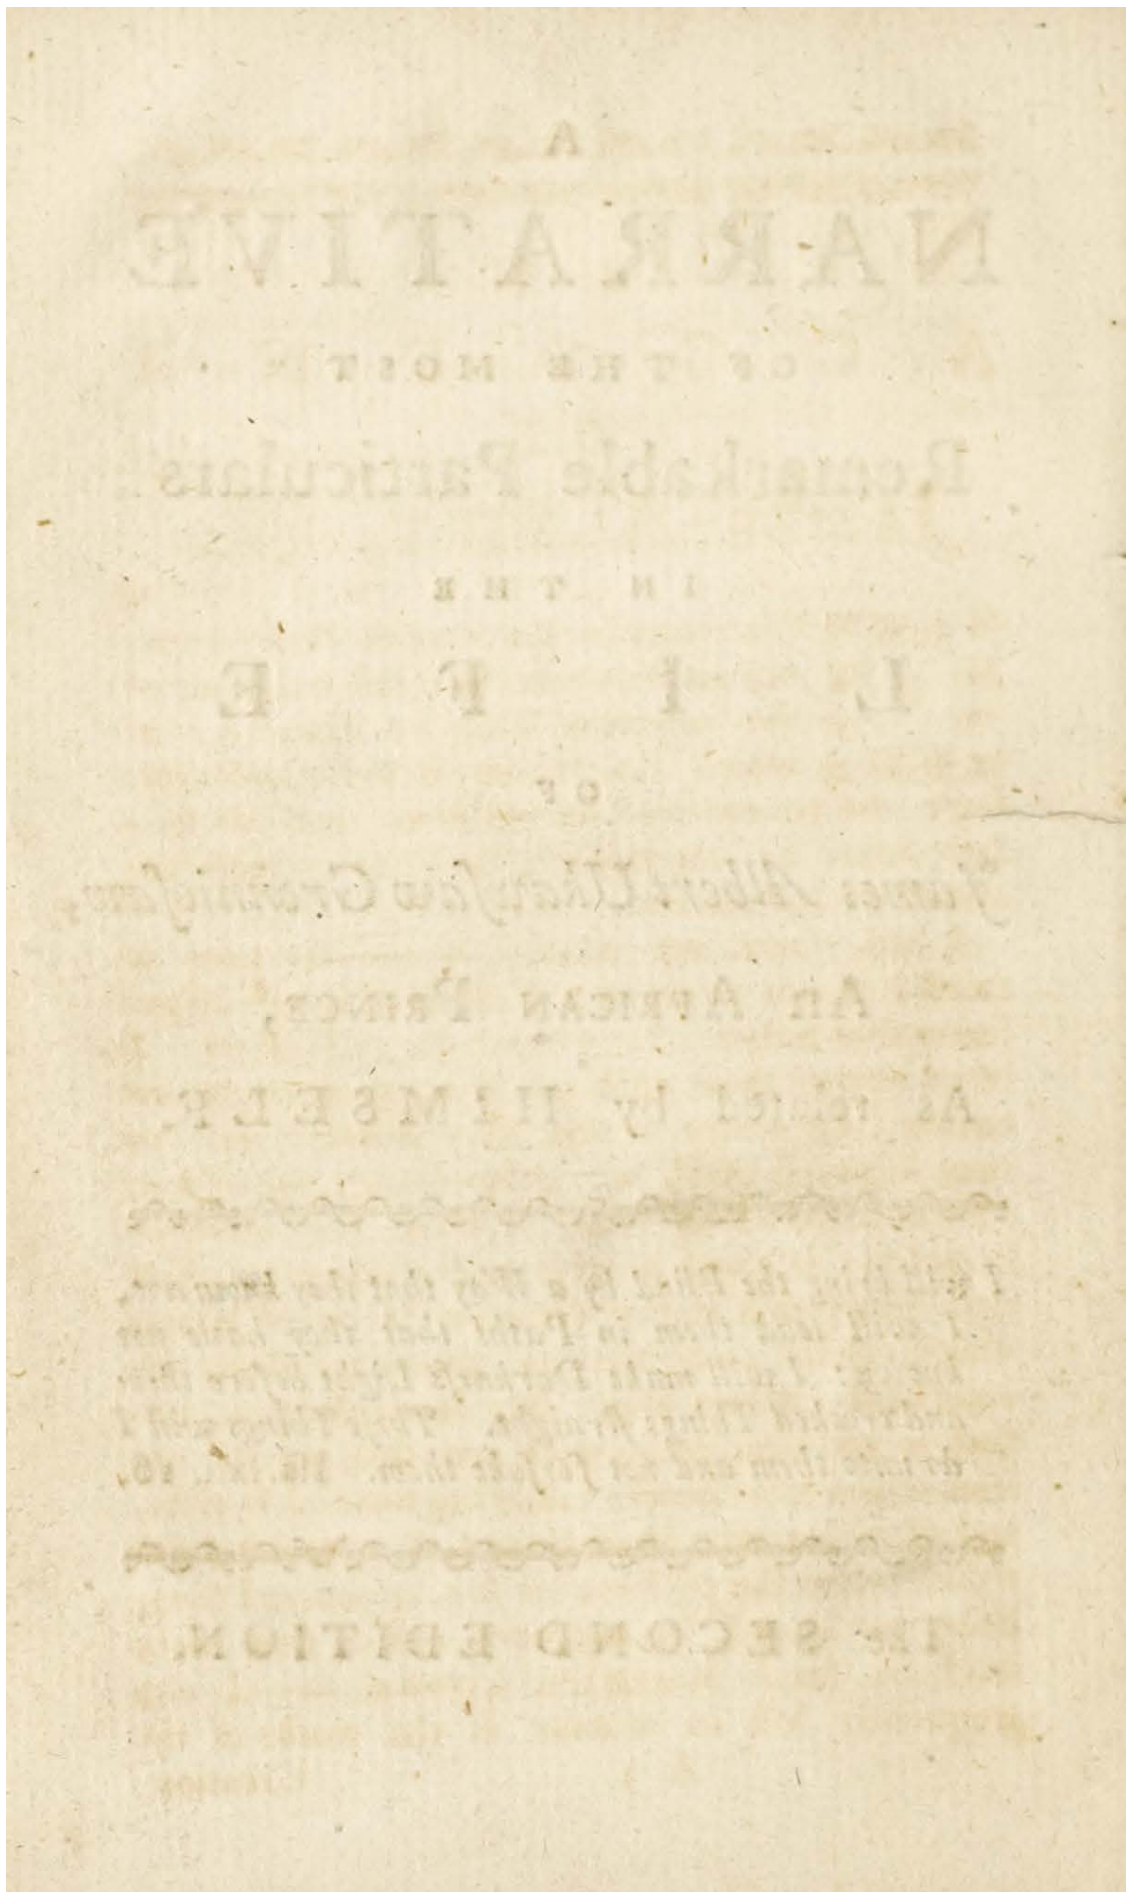 A
NARRATIVE
OF THE MOST
Remarkable Particulars
IN THE
LIFE
OF
James Albert Ukawſaw Gronnioſaw,
An AFRICAN PRINCE,
As related by HIMSELF.
I will bring the Blind by a Way that they know not,
I will lead them in Paths that they have not
known: I will make Darkneſs Light before them
and crooked Things ſtraight. Theſe Things will I
do unto them and not forſake them. Iſa. 16.
The SECOND EDITION.